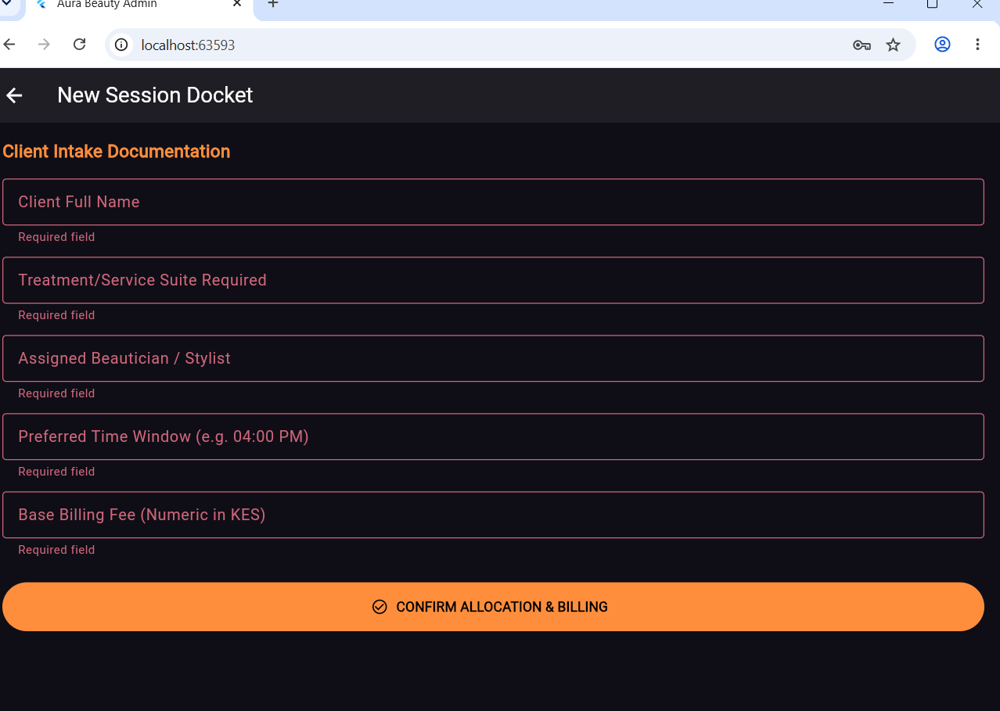 Aura Beauty Admin
localhost:63593
New Session Docket
Client Intake Documentation
Client Full Name
Required field
Treatment/Service Suite Required
Required field
Assigned Beautician / Stylist
Required field
Preferred Time Window (e.g. 04:00 PM)
Required field
Base Billing Fee (Numeric in KES)
Required field
CONFIRM ALLOCATION & BILLING